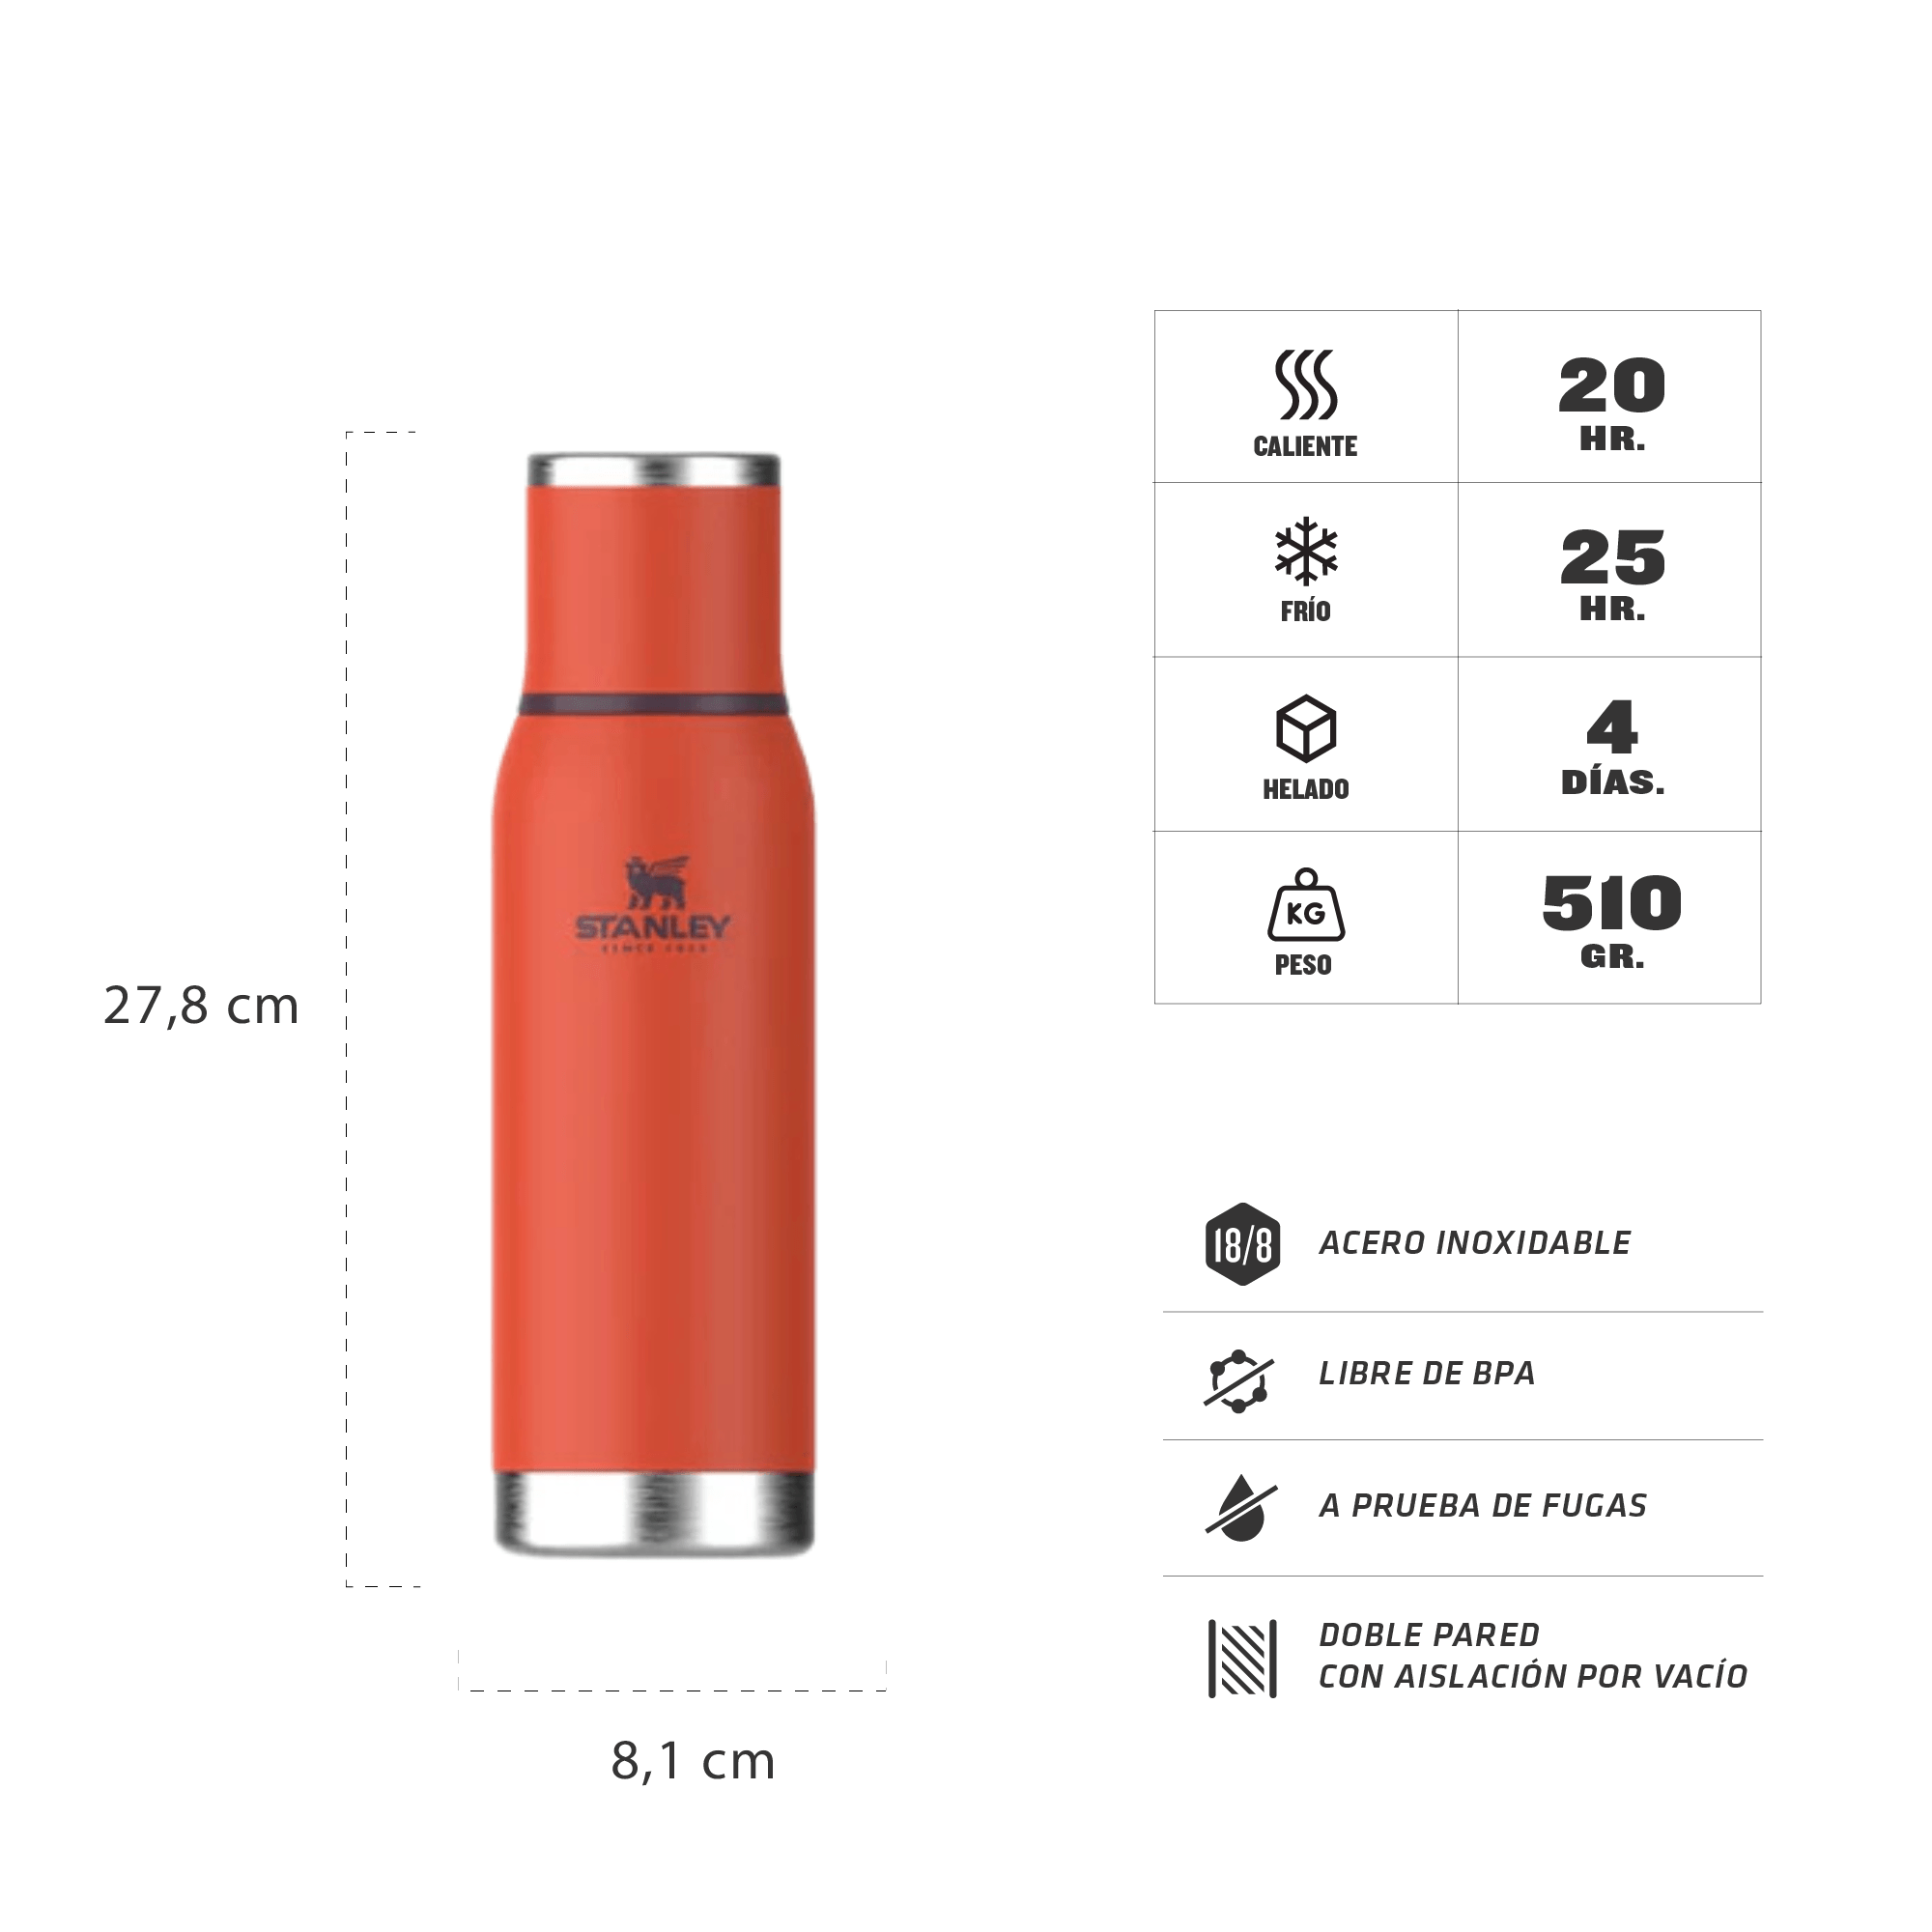 CALIENTE
20
HR.
FRÍO
25
HR.
HELADO
4
DÍAS.
KG
PESO
510
GR.
STANLEY
27,8 cm
8,1 cm
18/8 ACERO INOXIDABLE
LIBRE DE BPA
A PRUEBA DE FUGAS
DOBLE PARED
CON AISLACIÓN POR VACÍO